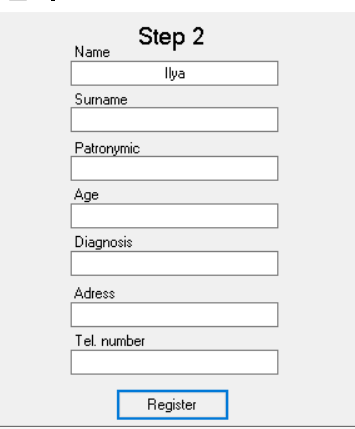 Step 2
Name
Ilya
Surname
Patronymic
Age
Diagnosis
Adress
Tel. number
Register